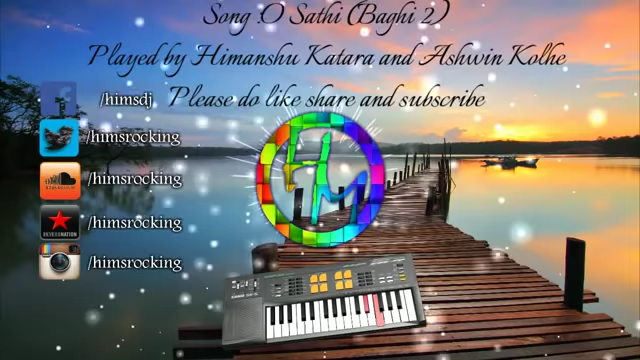 Song :O Sathi (Baghi 2)
Played by Himanshu Katara and Ashwin Kolhe
Please do like share and subscribe
/himsdj
/himsrocking
/himsrocking
/himsrocking
/himsrocking
HM